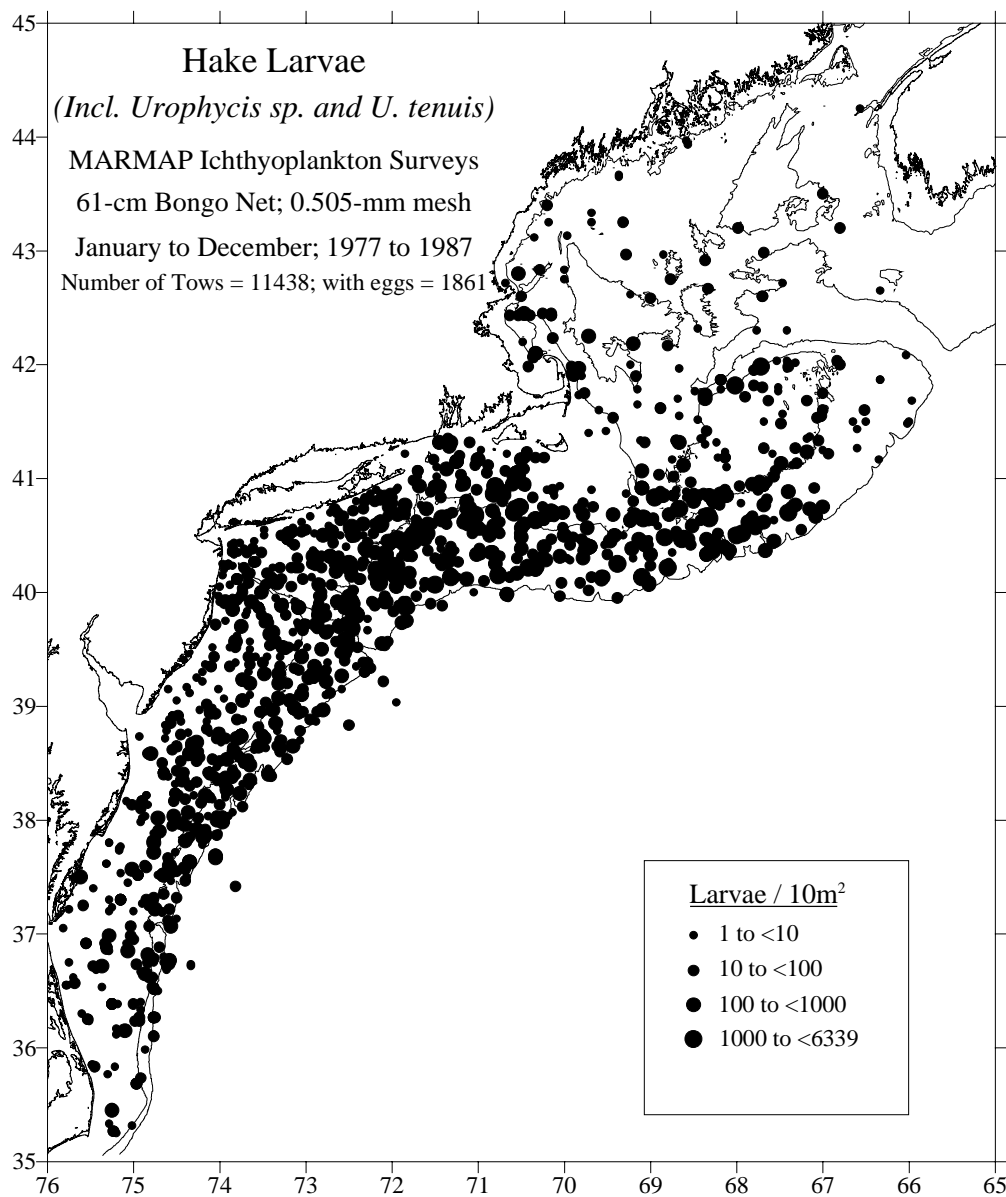 Hake Larvae
(Incl. Urophycis sp. and U. tenuis)
MARMAP Ichthyoplankton Surveys
61-cm Bongo Net; 0.505-mm mesh
January to December; 1977 to 1987
Number of Tows = 11438; with eggs = 1861
45
44
43
42
41
40
39
38
37
36
35
Larvae / 10m²
1 to <10
10 to <100
100 to <1000
1000 to <6339
76 75 74 73 72 71 70 69 68 67 66 65